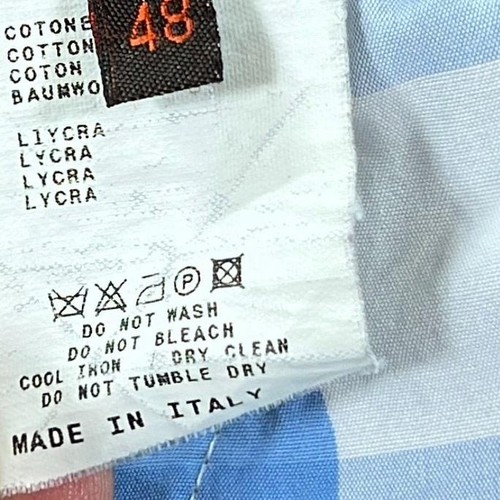 48
COTONE
COTTON
COTON
BAUMWO
LIYCRA
LYCRA
LYCRA
LYCRA
P
DO NOT WASH
DO NOT BLEACH
COOL IRON DRY CLEAN
DO NOT TUMBLE DRY
MADE IN ITALY